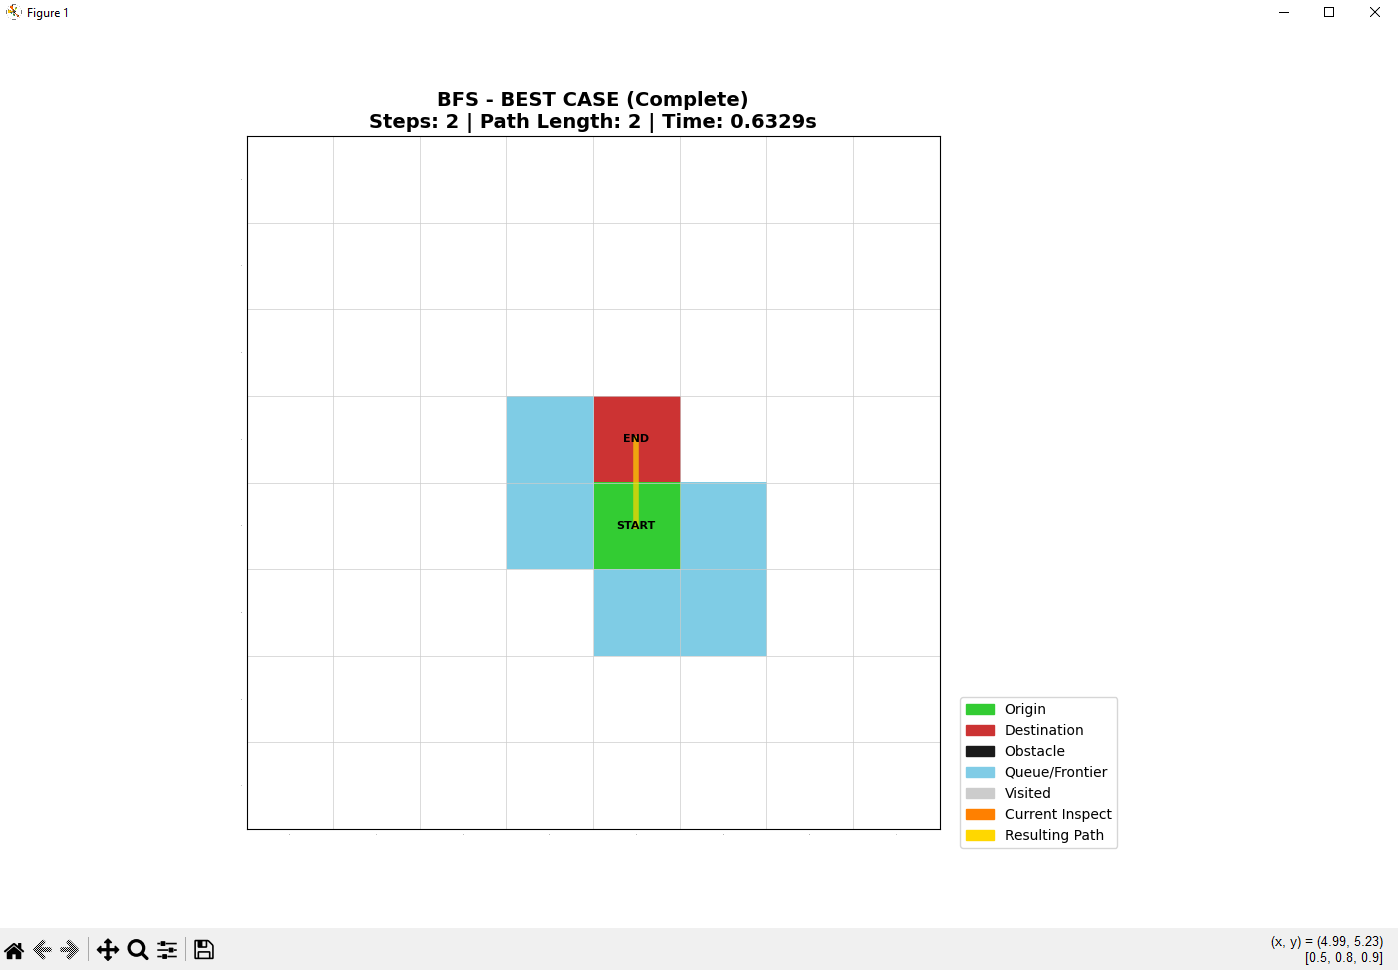 Figure 1
BFS - BEST CASE (Complete)
Steps: 2 | Path Length: 2 | Time: 0.6329s
END
START
Origin
Destination
Obstacle
Queue/Frontier
Visited
Current Inspect
Resulting Path
(x, y) = (4.99, 5.23)
[0.5, 0.8, 0.9]